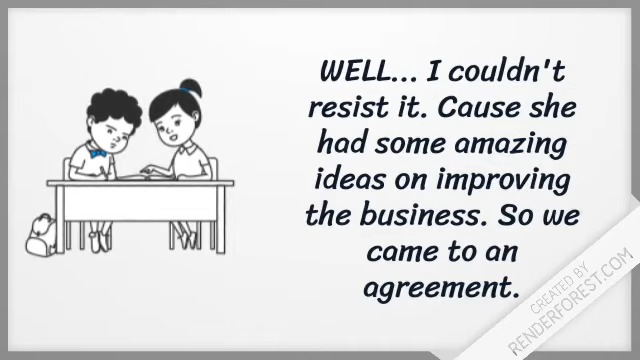 WELL... I couldn't
resist it. Cause she
had some amazing
ideas on improving
the business. So we
came to an
agreement.
CREATED BY
RENDERFOREST.COM